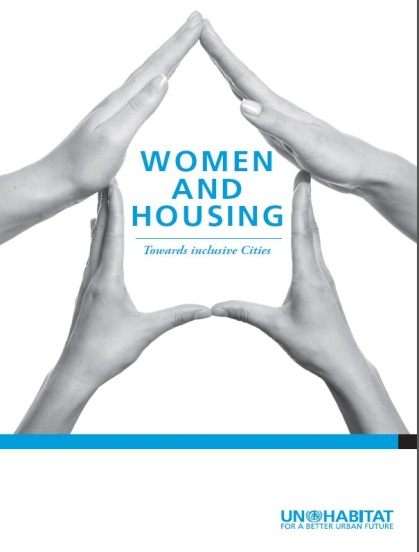 WOMEN
AND
HOUSING
Towards inclusive Cities
UN HABITAT
FOR A BETTER URBAN FUTURE